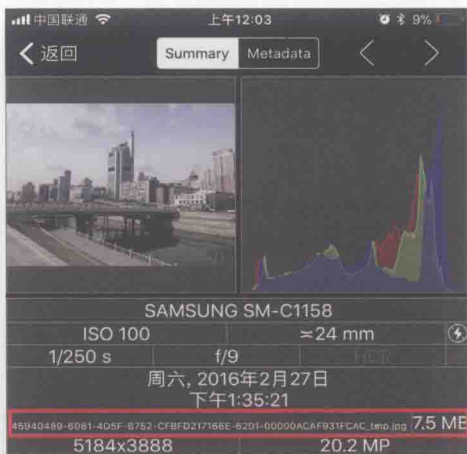 中国联通 上午12:03 9%
返回 Summary Metadata
SAMSUNG SM-C1158
ISO 100 ≍24 mm
1/250 s f/9 HDR
周六, 2016年2月27日
下午1:35:21
45940489-6081-4D5F-B752-CFBFD217166E-6201-00000ACAF931FCAC_tmp.jpg 7.5 MB
5184x3888 20.2 MP